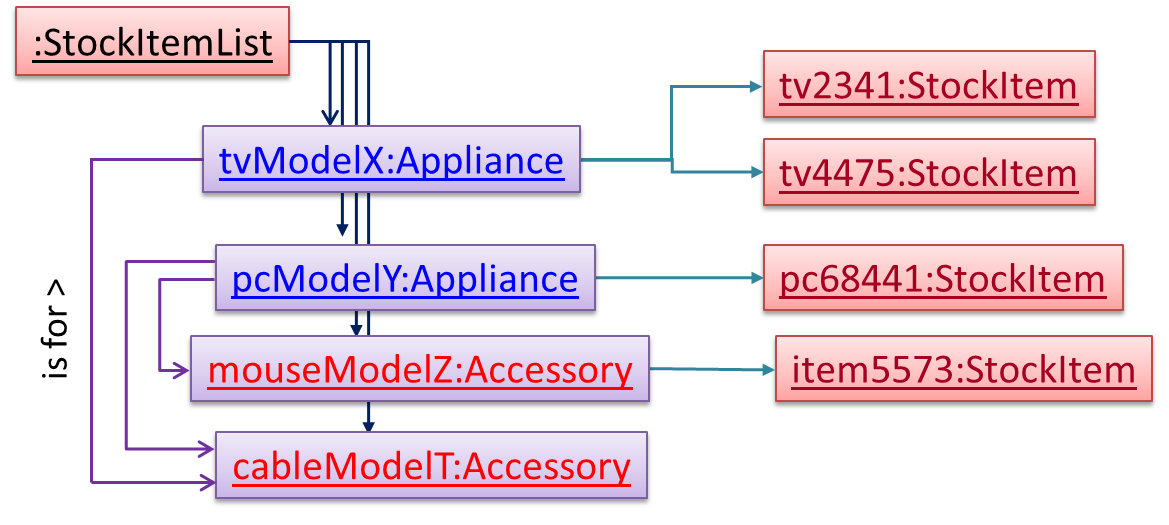 :StockItemList
tv2341:StockItem
tvModelX:Appliance
tv4475:StockItem
pcModelY:Appliance
pc68441:StockItem
is for >
mouseModelZ:Accessory
item5573:StockItem
cableModelT:Accessory